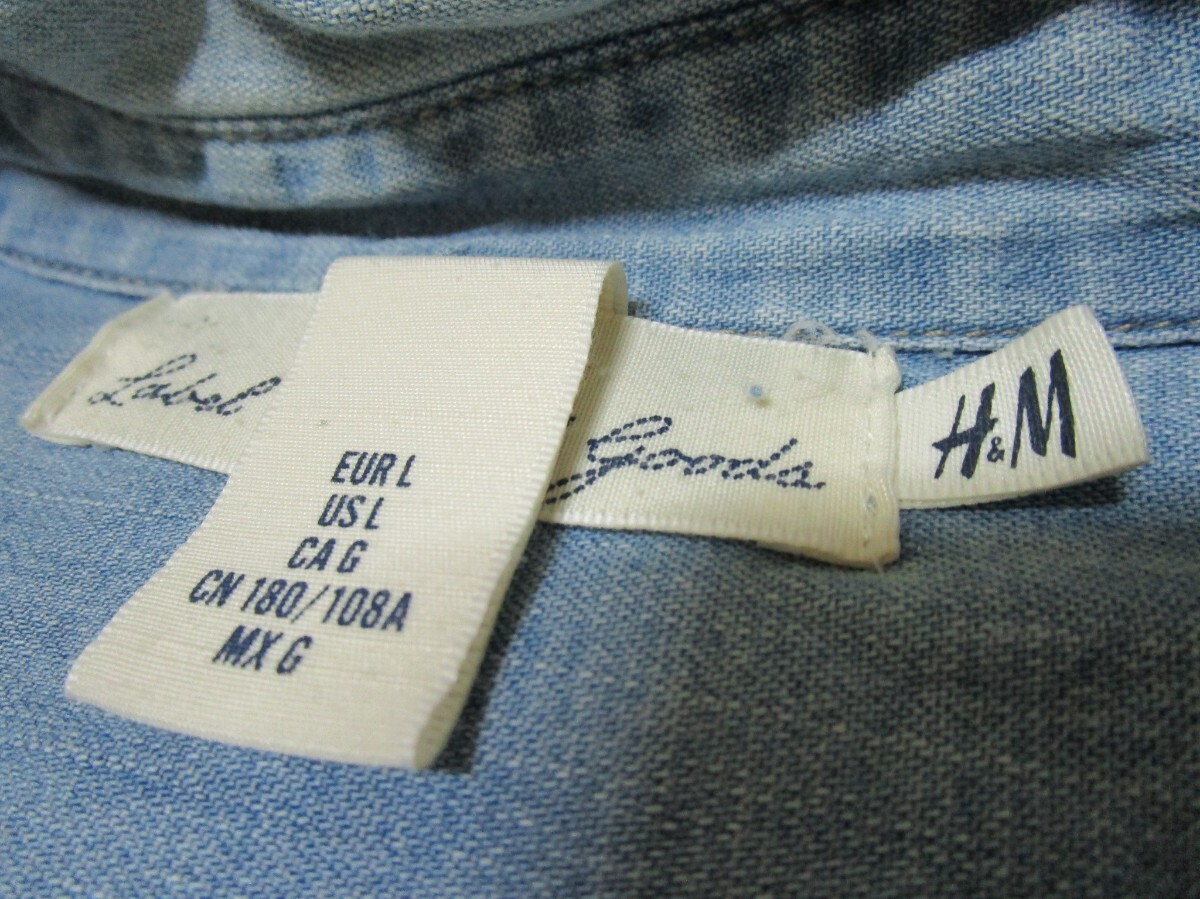 Label
Goods
H&M
EUR L
US L
CA G
CN 180/108A
MX G